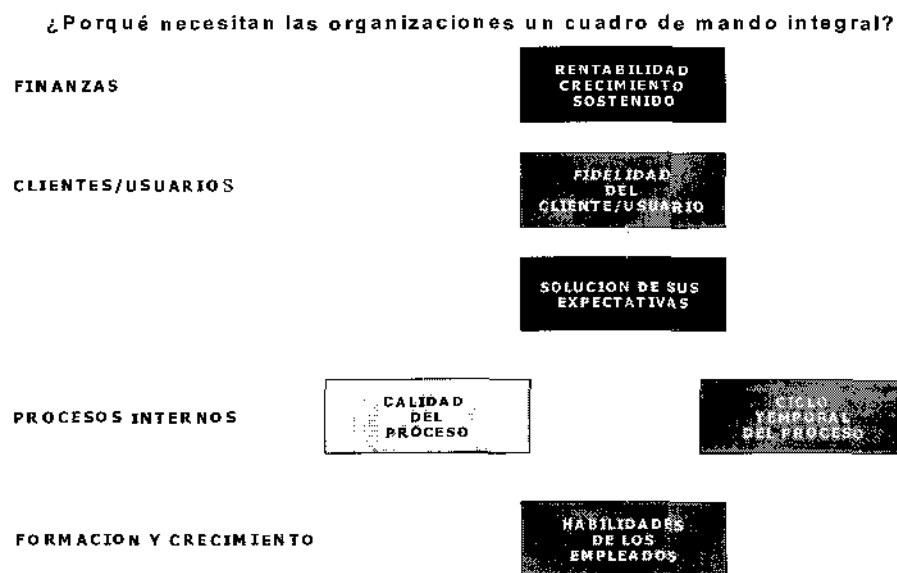 ¿Porqué necesitan las organizaciones un cuadro de mando integral?
FINANZAS
RENTABILIDAD
CRECIMIENTO
SOSTENIDO
CLIENTES/USUARIOS
FIDELIDAD
DEL
CLIENTE/USUARIO
SOLUCION DE SUS
EXPECTATIVAS
PROCESOS INTERNOS
CALIDAD
DEL
PROCESO
CICLO
TEMPORAL
DEL PROCESO
FORMACION Y CRECIMIENTO
HABILIDADES
DE LOS
EMPLEADOS